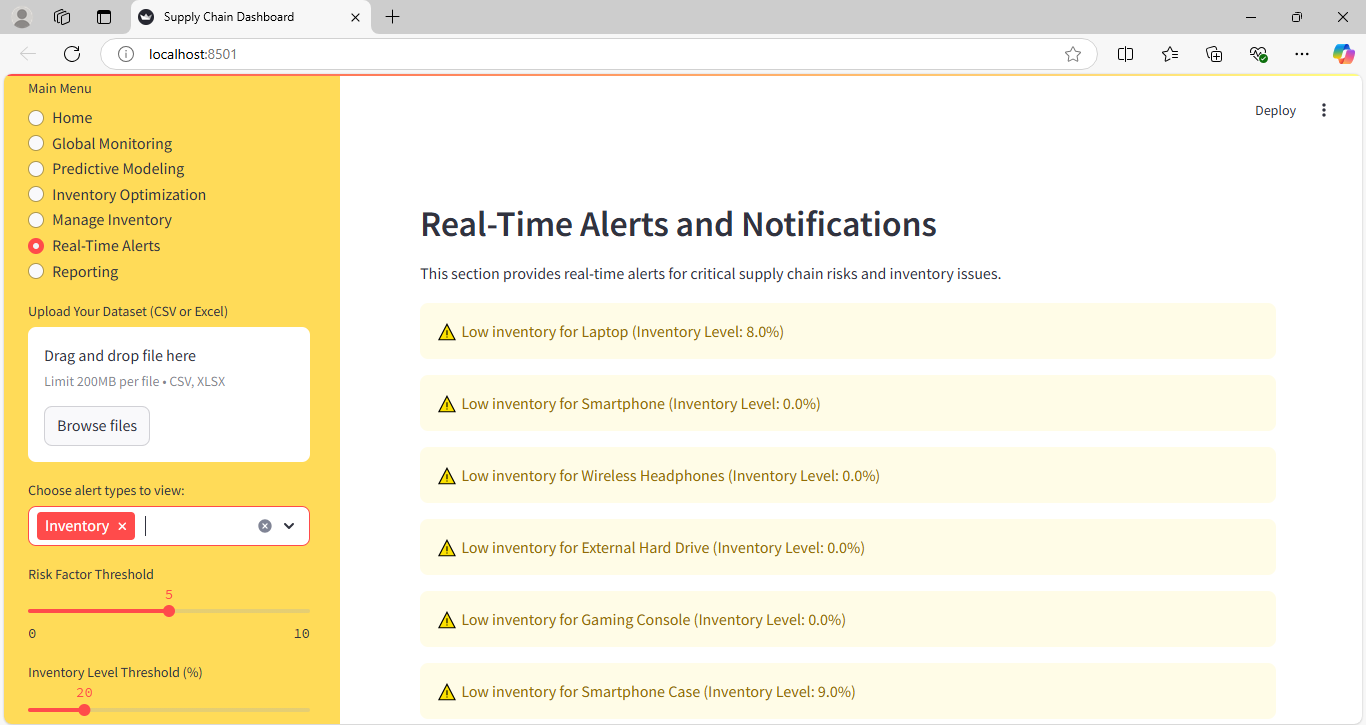 Supply Chain Dashboard
localhost:8501
Main Menu
Home
Global Monitoring
Predictive Modeling
Inventory Optimization
Manage Inventory
Real-Time Alerts
Reporting
Upload Your Dataset (CSV or Excel)
Drag and drop file here
Limit 200MB per file • CSV, XLSX
Browse files
Choose alert types to view:
Inventory
Risk Factor Threshold
5
0 10
Inventory Level Threshold (%)
20
Deploy
Real-Time Alerts and Notifications
This section provides real-time alerts for critical supply chain risks and inventory issues.
⚠ Low inventory for Laptop (Inventory Level: 8.0%)
⚠ Low inventory for Smartphone (Inventory Level: 0.0%)
⚠ Low inventory for Wireless Headphones (Inventory Level: 0.0%)
⚠ Low inventory for External Hard Drive (Inventory Level: 0.0%)
⚠ Low inventory for Gaming Console (Inventory Level: 0.0%)
⚠ Low inventory for Smartphone Case (Inventory Level: 9.0%)